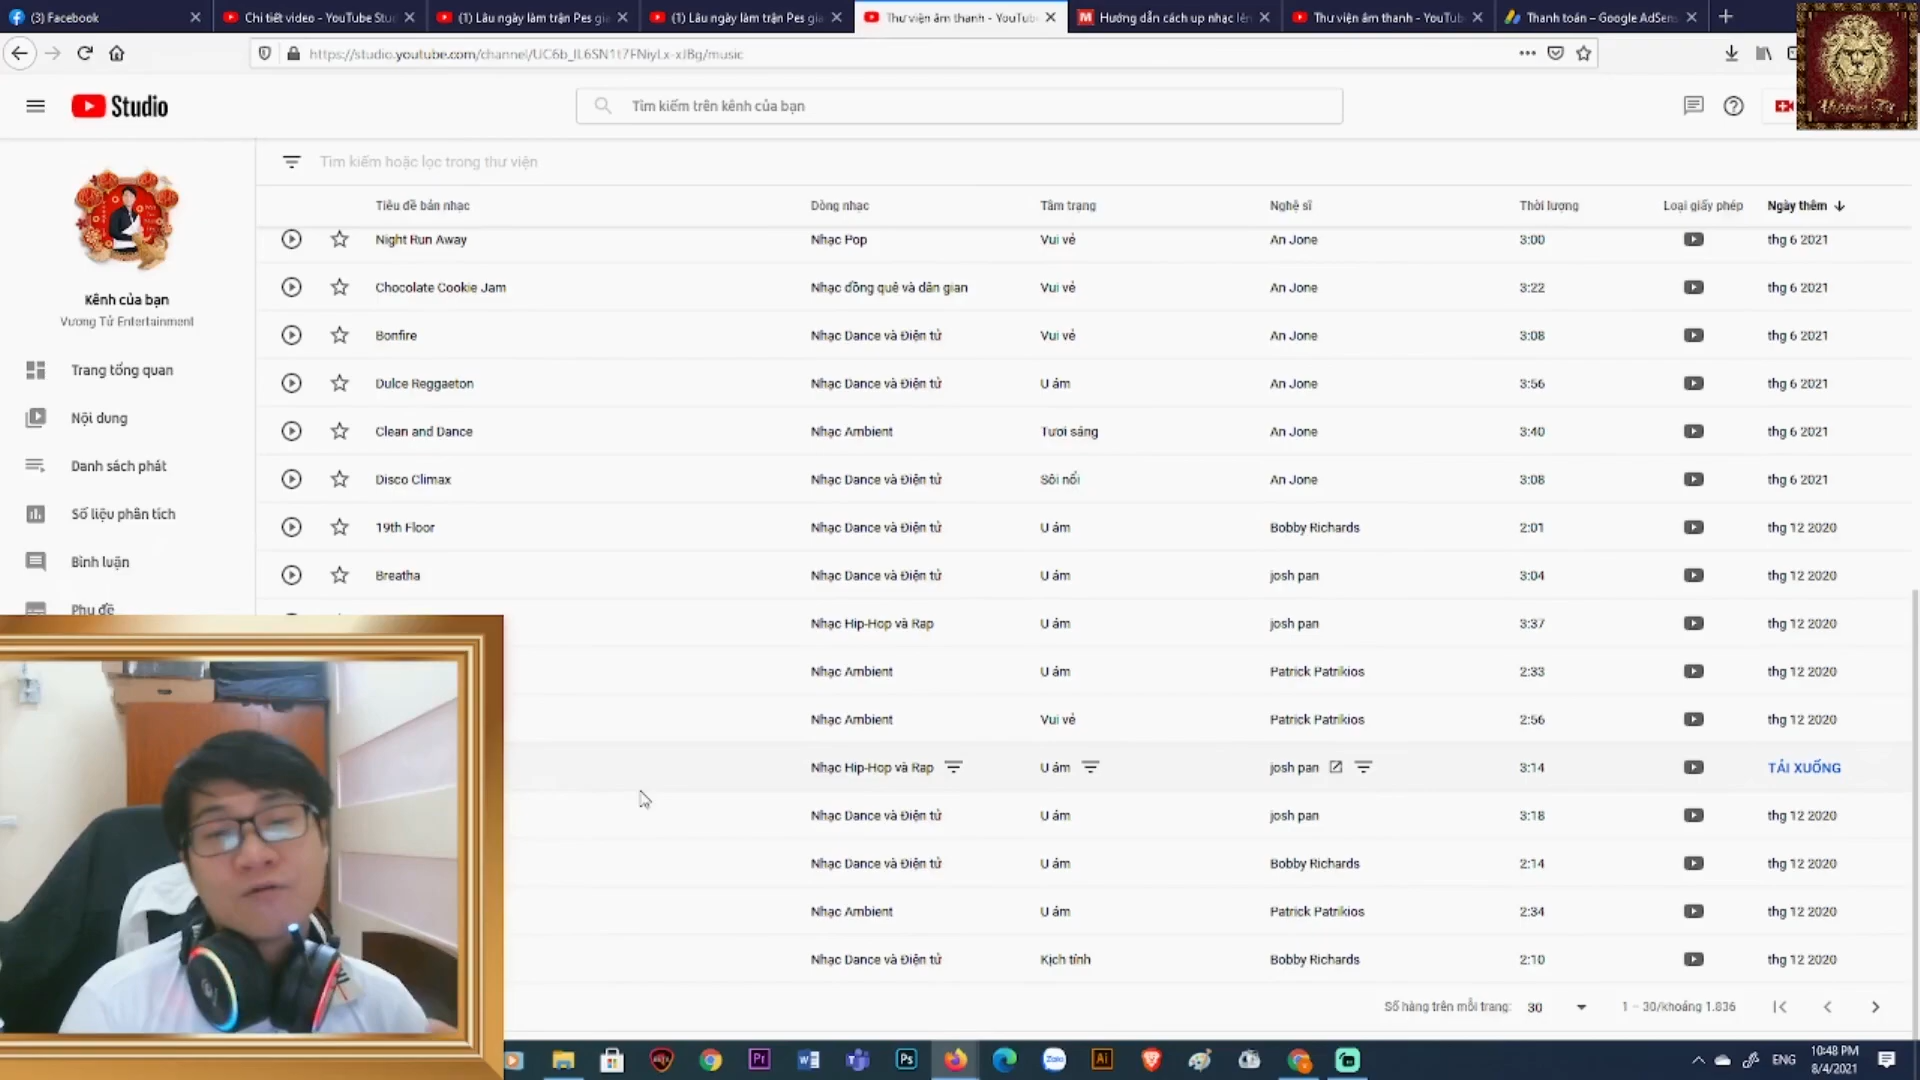 (3) Facebook
Chi tiết video - YouTube Stu
(1) Lâu ngày làm trận Pes gia
(1) Lâu ngày làm trận Pes gia
Thư viện âm thanh - YouTube
Hướng dẫn cách up nhạc lên
Thư viện âm thanh - YouTub
Thanh toán – Google AdSens
https://studio.youtube.com/channel/UC6b_IL6SN1t7FNiyLx-xJBg/music
Studio
Tìm kiếm trên kênh của bạn
Tìm kiếm hoặc lọc trong thư viện
Tiêu đề bản nhạc Dòng nhạc Tâm trạng Nghệ sĩ Thời lượng Loại giấy phép Ngày thêm
Night Run Away Nhạc Pop Vui vẻ An Jone 3:00 thg 6 2021
Chocolate Cookie Jam Nhạc đồng quê và dân gian Vui vẻ An Jone 3:22 thg 6 2021
Bonfire Nhạc Dance và Điện tử Vui vẻ An Jone 3:08 thg 6 2021
Dulce Reggaeton Nhạc Dance và Điện tử U ám An Jone 3:56 thg 6 2021
Clean and Dance Nhạc Ambient Tươi sáng An Jone 3:40 thg 6 2021
Disco Climax Nhạc Dance và Điện tử Sôi nổi An Jone 3:08 thg 6 2021
19th Floor Nhạc Dance và Điện tử U ám Bobby Richards 2:01 thg 12 2020
Breatha Nhạc Dance và Điện tử U ám josh pan 3:04 thg 12 2020
Nhạc Hip-Hop và Rap U ám josh pan 3:37 thg 12 2020
Nhạc Ambient U ám Patrick Patrikios 2:33 thg 12 2020
Nhạc Ambient Vui vẻ Patrick Patrikios 2:56 thg 12 2020
Nhạc Hip-Hop và Rap U ám josh pan 3:14 TẢI XUỐNG
Nhạc Dance và Điện tử U ám josh pan 3:18 thg 12 2020
Nhạc Dance và Điện tử U ám Bobby Richards 2:14 thg 12 2020
Nhạc Ambient U ám Patrick Patrikios 2:34 thg 12 2020
Nhạc Dance và Điện tử Kịch tính Bobby Richards 2:10 thg 12 2020
Số hàng trên mỗi trang: 30 1 – 30/khoảng 1.836
Kênh của bạn
Vương Tử Entertainment
Trang tổng quan
Nội dung
Danh sách phát
Số liệu phân tích
Bình luận
Phụ đề
Pr
Ps
Zalo
Ai
ENG
10:48 PM
8/4/2021